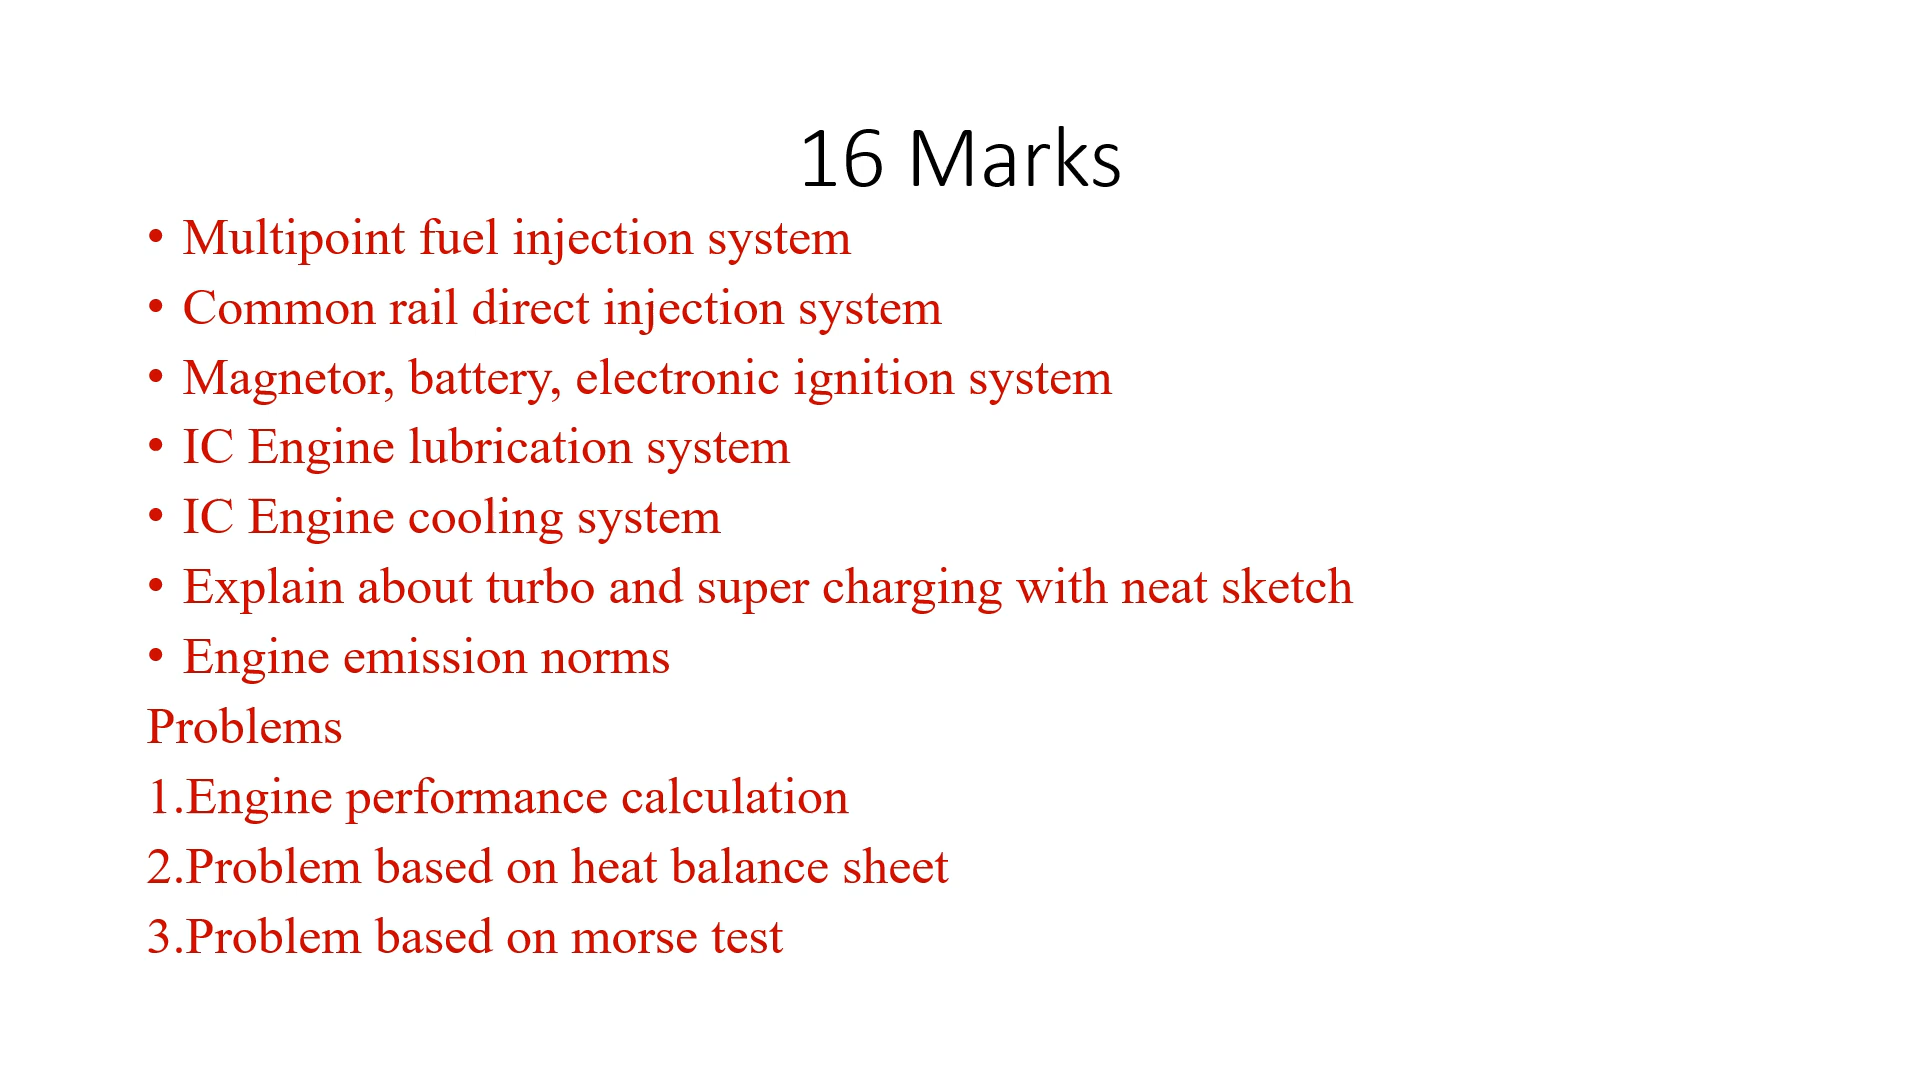 16 Marks
• Multipoint fuel injection system
• Common rail direct injection system
• Magnetor, battery, electronic ignition system
• IC Engine lubrication system
• IC Engine cooling system
• Explain about turbo and super charging with neat sketch
• Engine emission norms
Problems
1.Engine performance calculation
2.Problem based on heat balance sheet
3.Problem based on morse test